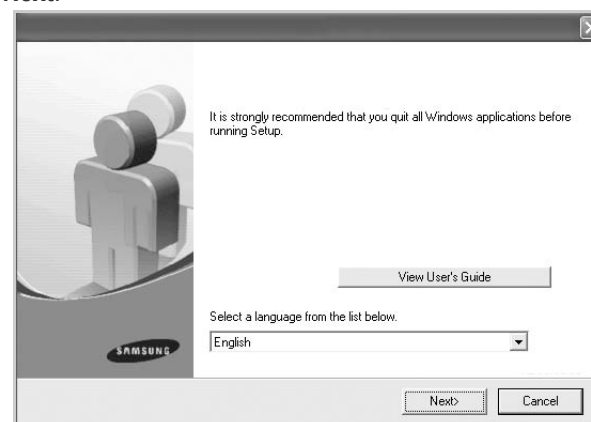 It is strongly recommended that you quit all Windows applications before
running Setup.
View User's Guide
Select a language from the list below.
English
SAMSUNG
Next>
Cancel